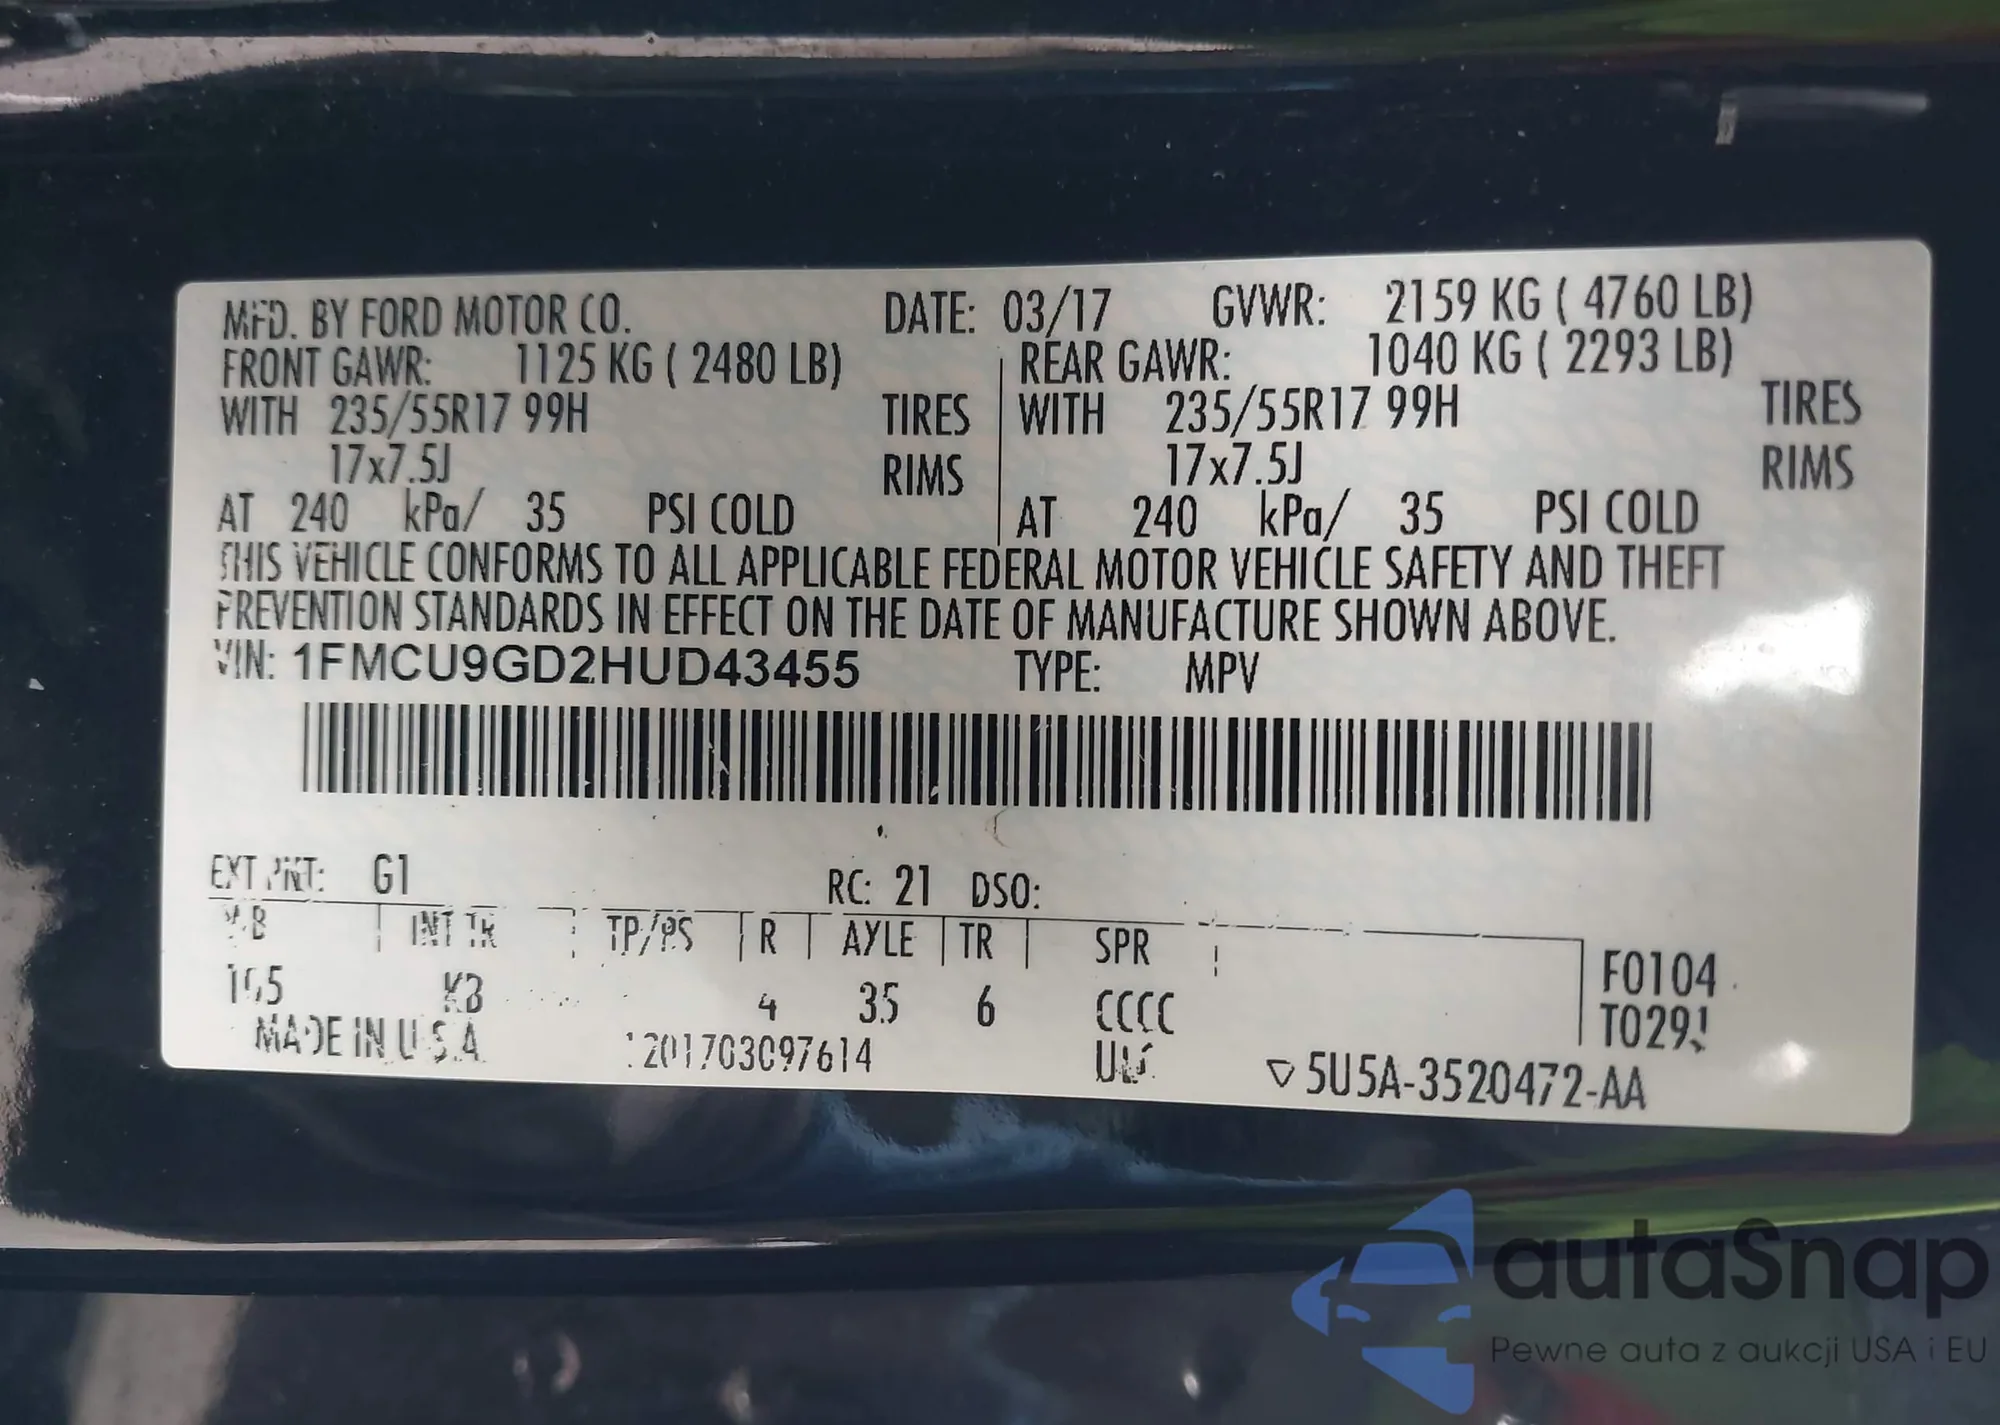 MFD. BY FORD MOTOR CO. DATE: 03/17 GVWR: 2159 KG ( 4760 LB)
FRONT GAWR: 1125 KG ( 2480 LB) REAR GAWR: 1040 KG ( 2293 LB)
WITH 235/55R17 99H TIRES WITH 235/55R17 99H TIRES
17x7.5J RIMS 17x7.5J RIMS
AT 240 kPa/ 35 PSI COLD AT 240 kPa/ 35 PSI COLD
THIS VEHICLE CONFORMS TO ALL APPLICABLE FEDERAL MOTOR VEHICLE SAFETY AND THEFT
PREVENTION STANDARDS IN EFFECT ON THE DATE OF MANUFACTURE SHOWN ABOVE.
VIN: 1FMCU9GD2HUD43455 TYPE: MPV
EXT PNT: G1 RC: 21 DSO:
WB INT TR TP/PS R AXLE TR SPR F0104
105 KB 4 35 6 CCCC T0291
MADE IN U.S.A. 5U5A-3520472-AA
autaSnap
Pewne auta z aukcji USA i EU